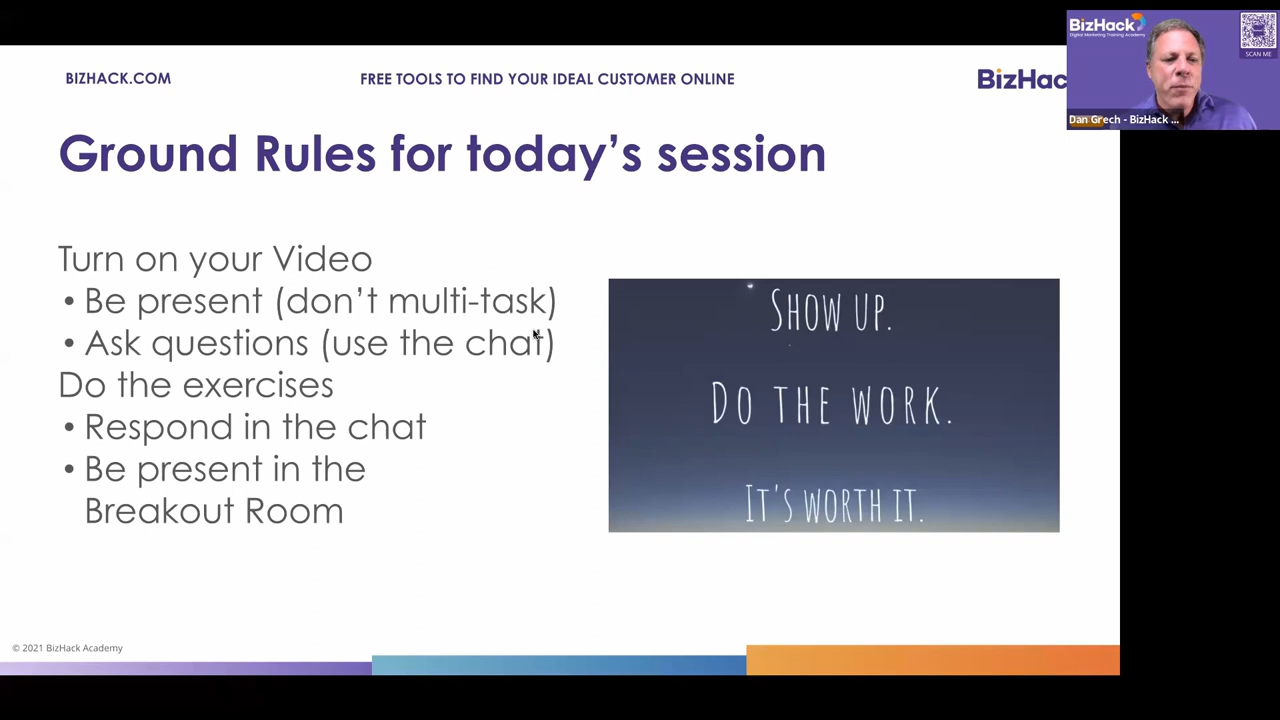 BIZHACK.COM
FREE TOOLS TO FIND YOUR IDEAL CUSTOMER ONLINE
BizHac
BizHack
Digital Marketing Training Academy
SCAN ME
Dan Grech - BizHack ...
Ground Rules for today's session
Turn on your Video
• Be present (don't multi-task)
• Ask questions (use the chat)
Do the exercises
• Respond in the chat
• Be present in the
Breakout Room
SHOW UP.
DO THE WORK.
IT'S WORTH IT.
© 2021 BizHack Academy